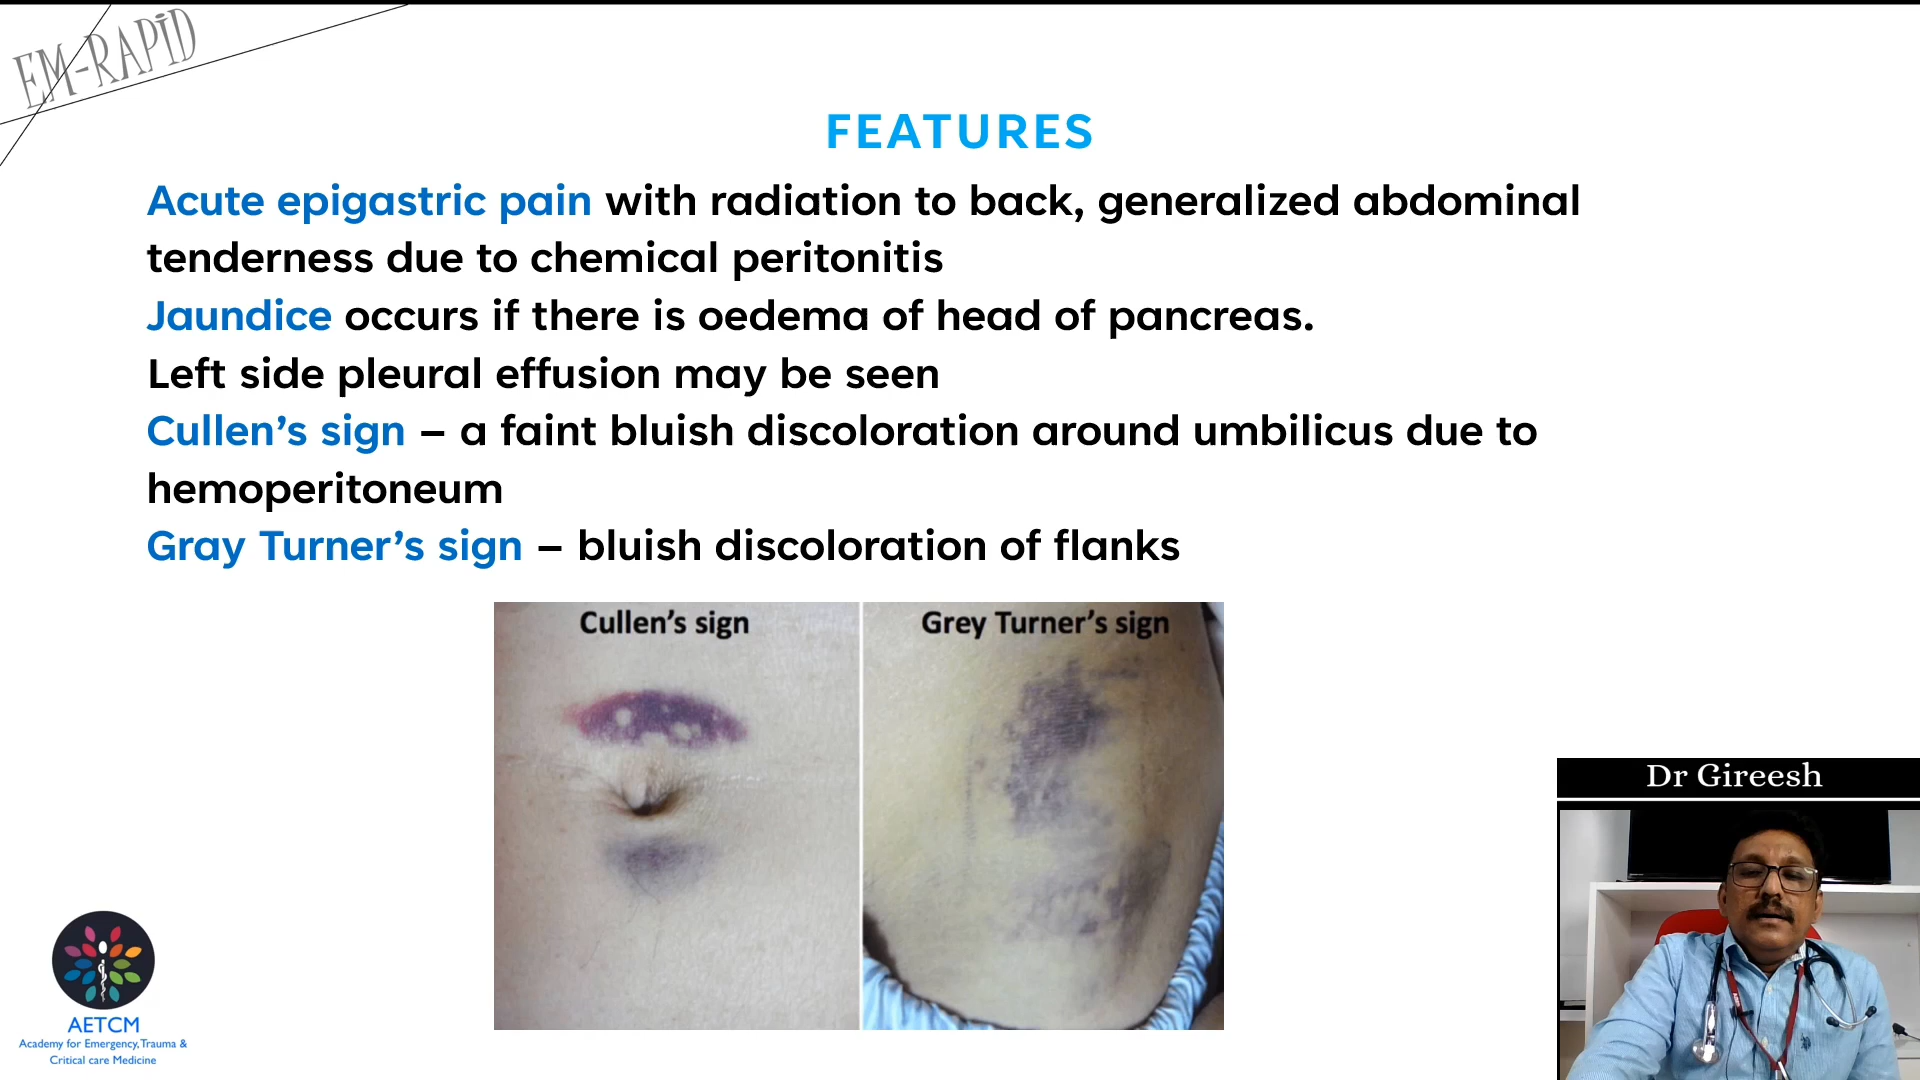 EM-RAPID
FEATURES
Acute epigastric pain with radiation to back, generalized abdominal
tenderness due to chemical peritonitis
Jaundice occurs if there is oedema of head of pancreas.
Left side pleural effusion may be seen
Cullen’s sign – a faint bluish discoloration around umbilicus due to
hemoperitoneum
Gray Turner’s sign – bluish discoloration of flanks
Cullen’s sign
Grey Turner’s sign
Dr Gireesh
AETCM
Academy for Emergency, Trauma &
Critical care Medicine